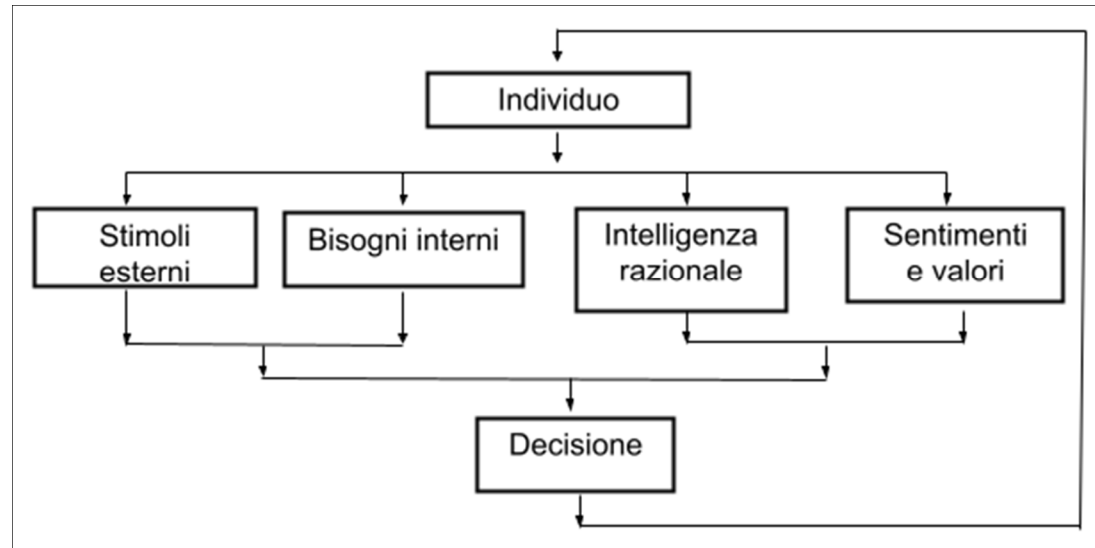 Individuo
Stimoli
esterni
Bisogni interni
Intelligenza
razionale
Sentimenti
e valori
Decisione